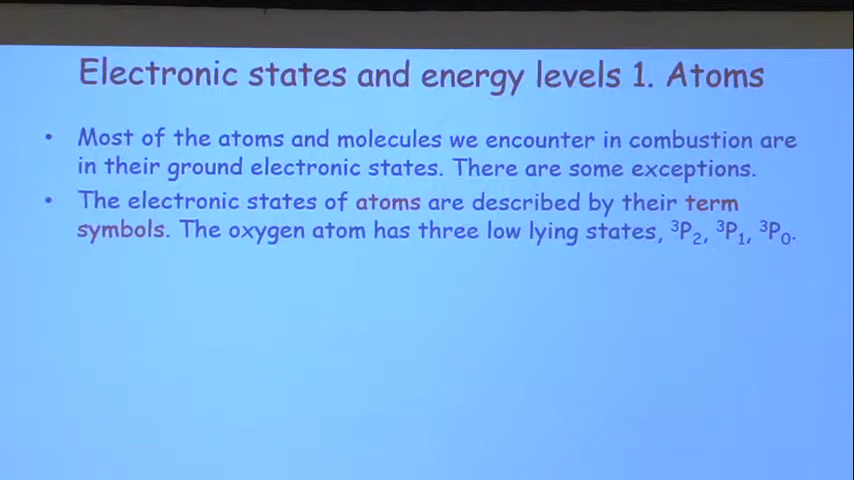 Electronic states and energy levels 1. Atoms
• Most of the atoms and molecules we encounter in combustion are
in their ground electronic states. There are some exceptions.
• The electronic states of atoms are described by their term
symbols. The oxygen atom has three low lying states, ³P₂, ³P₁, ³P₀.